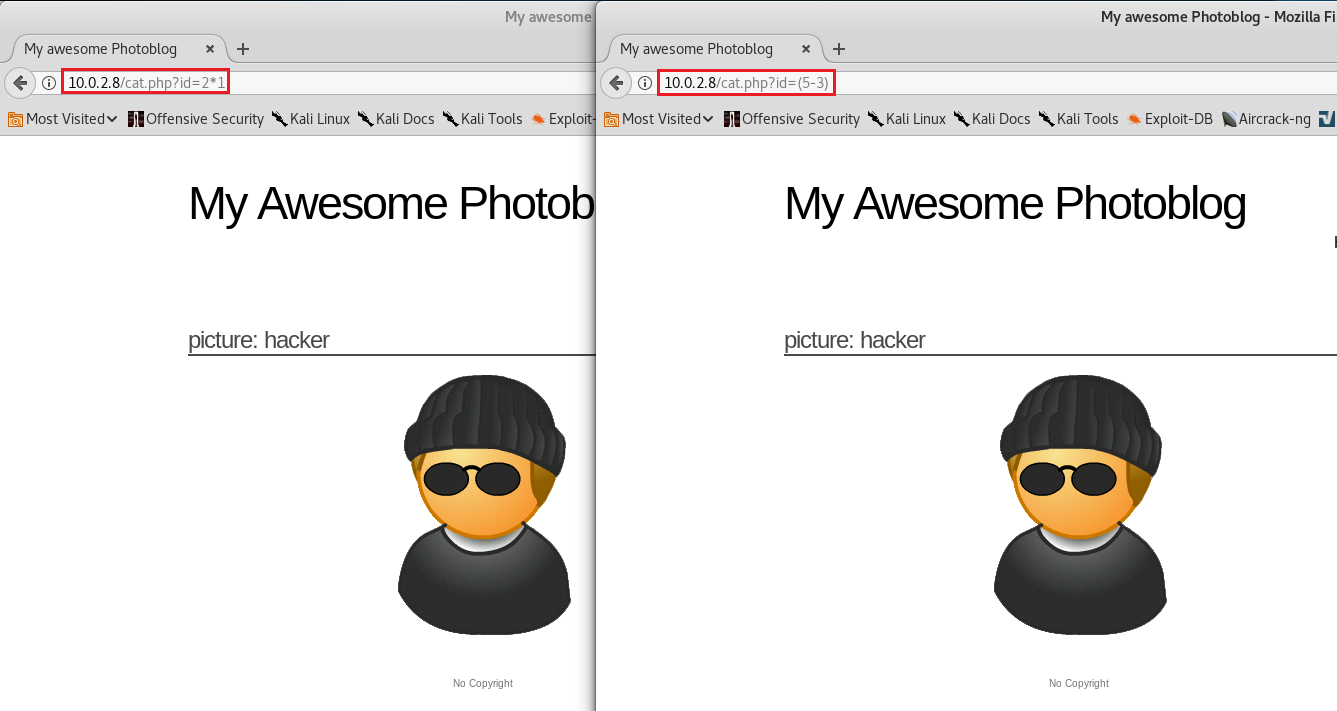 My awesome
My awesome Photoblog × +
10.0.2.8/cat.php?id=2*1
Most Visited Offensive Security Kali Linux Kali Docs Kali Tools Exploit-
My Awesome Photob
picture: hacker
No Copyright
My awesome Photoblog - Mozilla Fi
My awesome Photoblog × +
10.0.2.8/cat.php?id=(5-3)
Most Visited Offensive Security Kali Linux Kali Docs Kali Tools Exploit-DB Aircrack-ng
My Awesome Photoblog
picture: hacker
No Copyright